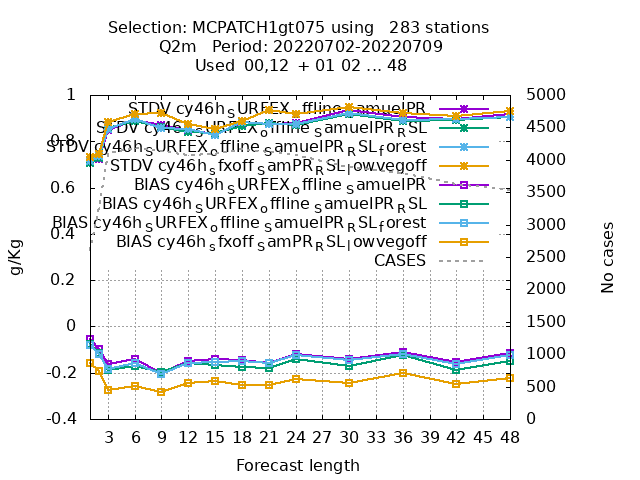 Selection: MCPATCH1gt075 using   283 stations
Q2m   Period: 20220702-20220709
Used  00,12  + 01 02 ... 48
STDV cy46h_SURFEX_offline_samuelPR
STDV cy46h_SURFEX_offline_samuelPR_RSL
STDV cy46h_SURFEX_offline_samuelPR_RSL_forest
STDV cy46h_sfxoff_samPR_RSL_lowvegoff
BIAS cy46h_SURFEX_offline_samuelPR
BIAS cy46h_SURFEX_offline_samuelPR_RSL
BIAS cy46h_SURFEX_offline_samuelPR_RSL_forest
BIAS cy46h_sfxoff_samPR_RSL_lowvegoff
CASES
1
0.8
0.6
0.4
0.2
0
-0.2
-0.4
g/Kg
5000
4500
4000
3500
3000
2500
2000
1500
1000
500
0
No cases
3 6 9 12 15 18 21 24 27 30 33 36 39 42 45 48
Forecast length